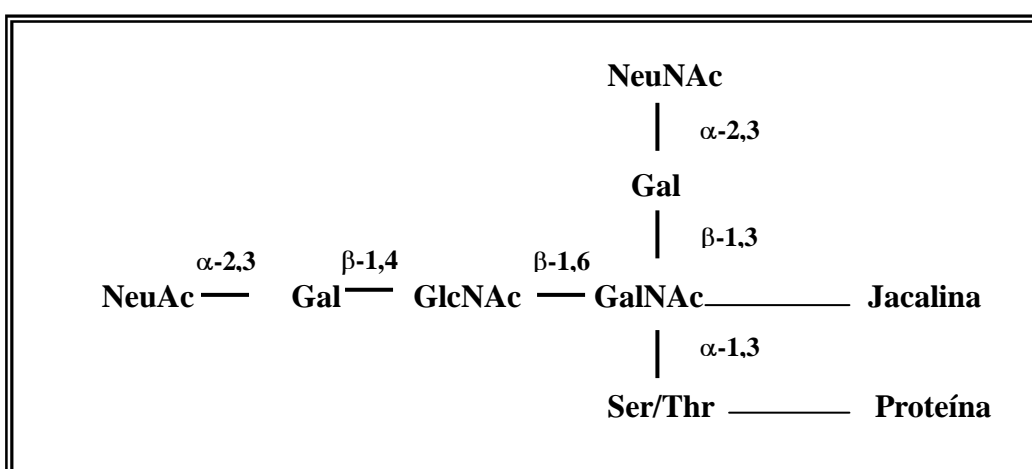 NeuNAc
α-2,3
Gal
β-1,3
α-2,3 β-1,4 β-1,6
NeuAc Gal GlcNAc GalNAc Jacalina
α-1,3
Ser/Thr Proteína